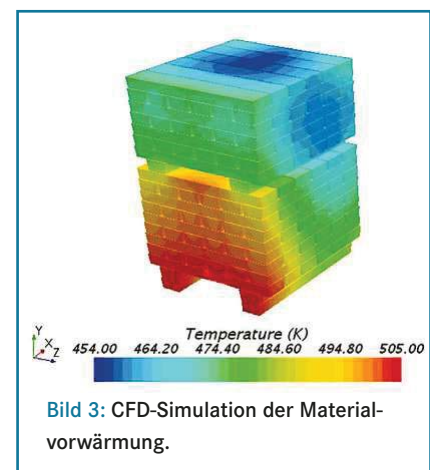 Y
X
Z
Temperature (K)
454.00 464.20 474.40 484.60 494.80 505.00
Bild 3: CFD-Simulation der Material-
vorwärmung.